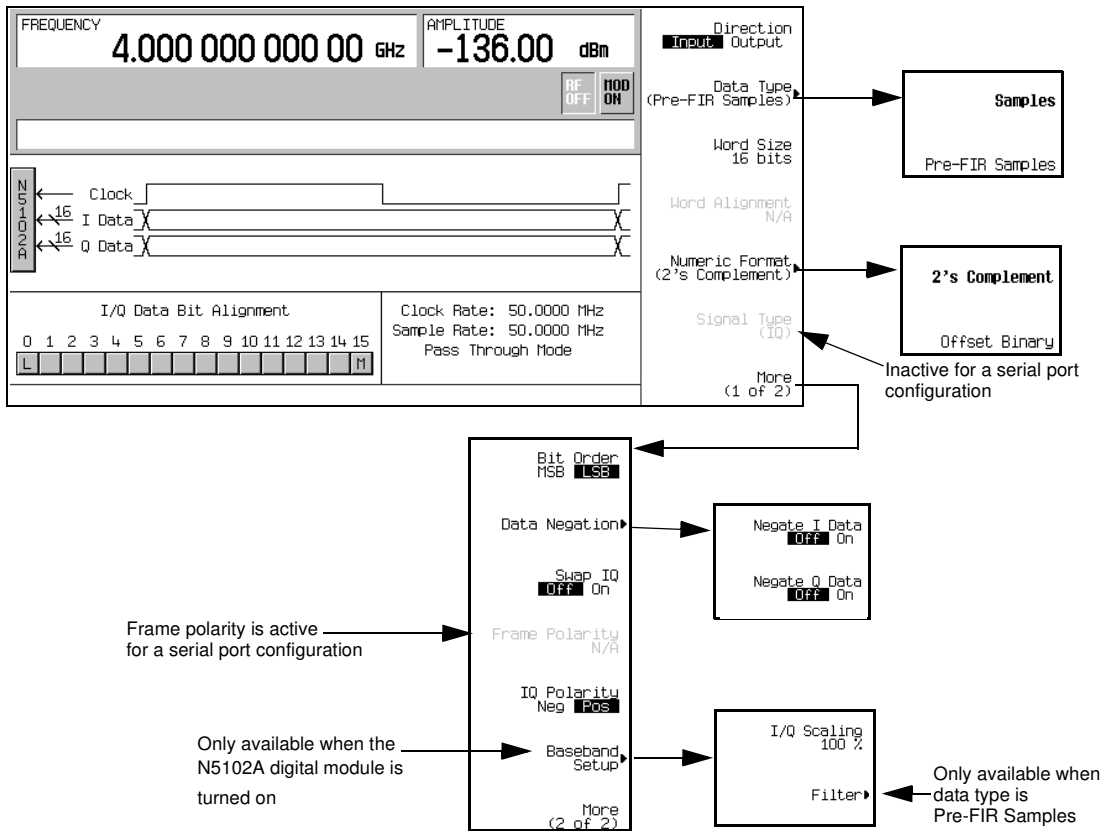 FREQUENCY
4.000 000 000 00 GHz
AMPLITUDE
-136.00 dBm
RF OFF
MOD ON
Direction
Input Output
Data Type
(Pre-FIR Samples)
Word Size
16 bits
Word Alignment
N/A
Numeric Format
(2's Complement)
Signal Type
(IQ)
More
(1 of 2)
Samples
Pre-FIR Samples
2's Complement
Offset Binary
Inactive for a serial port
configuration
N5102A
Clock
16 I Data
16 Q Data
I/Q Data Bit Alignment
0 1 2 3 4 5 6 7 8 9 10 11 12 13 14 15
L M
Clock Rate: 50.0000 MHz
Sample Rate: 50.0000 MHz
Pass Through Mode
Bit Order
MSB LSB
Data Negation
Swap IQ
Off On
Frame Polarity
N/A
IQ Polarity
Neg Pos
Baseband
Setup
More
(2 of 2)
Negate I Data
Off On
Negate Q Data
Off On
Frame polarity is active
for a serial port configuration
Only available when the
N5102A digital module is
turned on
I/Q Scaling
100 %
Filter
Only available when
data type is
Pre-FIR Samples